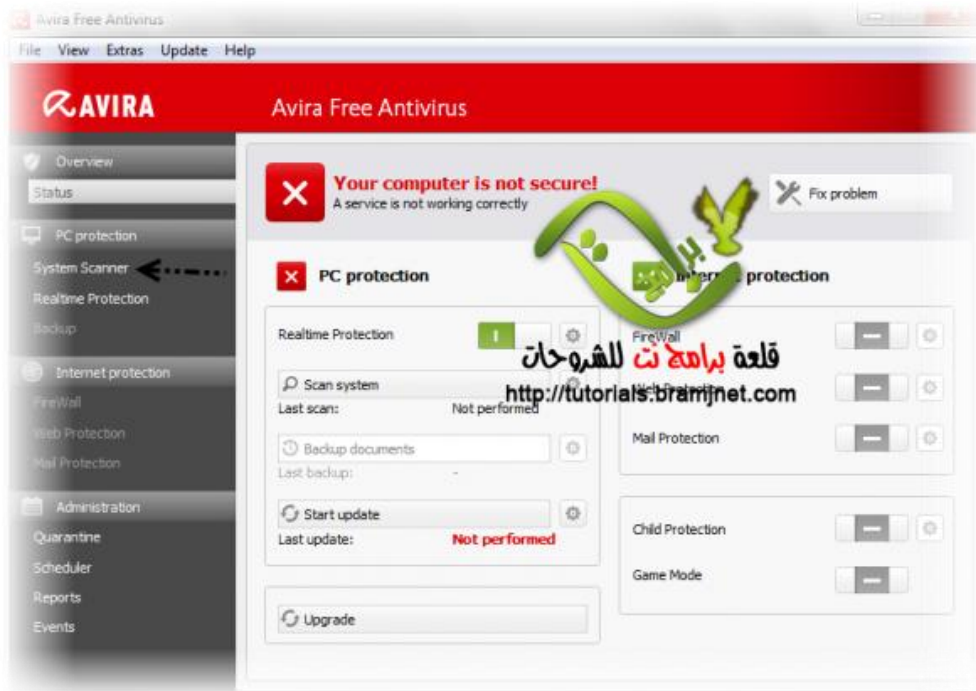 Avira Free Antivirus
File View Extras Update Help
AVIRA
Avira Free Antivirus
Overview
Status
PC protection
System Scanner
Realtime Protection
Backup
Internet protection
FireWall
Web Protection
Mail Protection
Administration
Quarantine
Scheduler
Reports
Events
Your computer is not secure!
A service is not working correctly
Fix problem
PC protection
Realtime Protection
Scan system
Last scan: Not performed
Backup documents
Last backup: -
Start update
Last update: Not performed
Upgrade
Internet protection
FireWall
Web Protection
Mail Protection
Child Protection
Game Mode
برامج
قلعة برامج نت للشروحات
http://tutorials.bramjnet.com